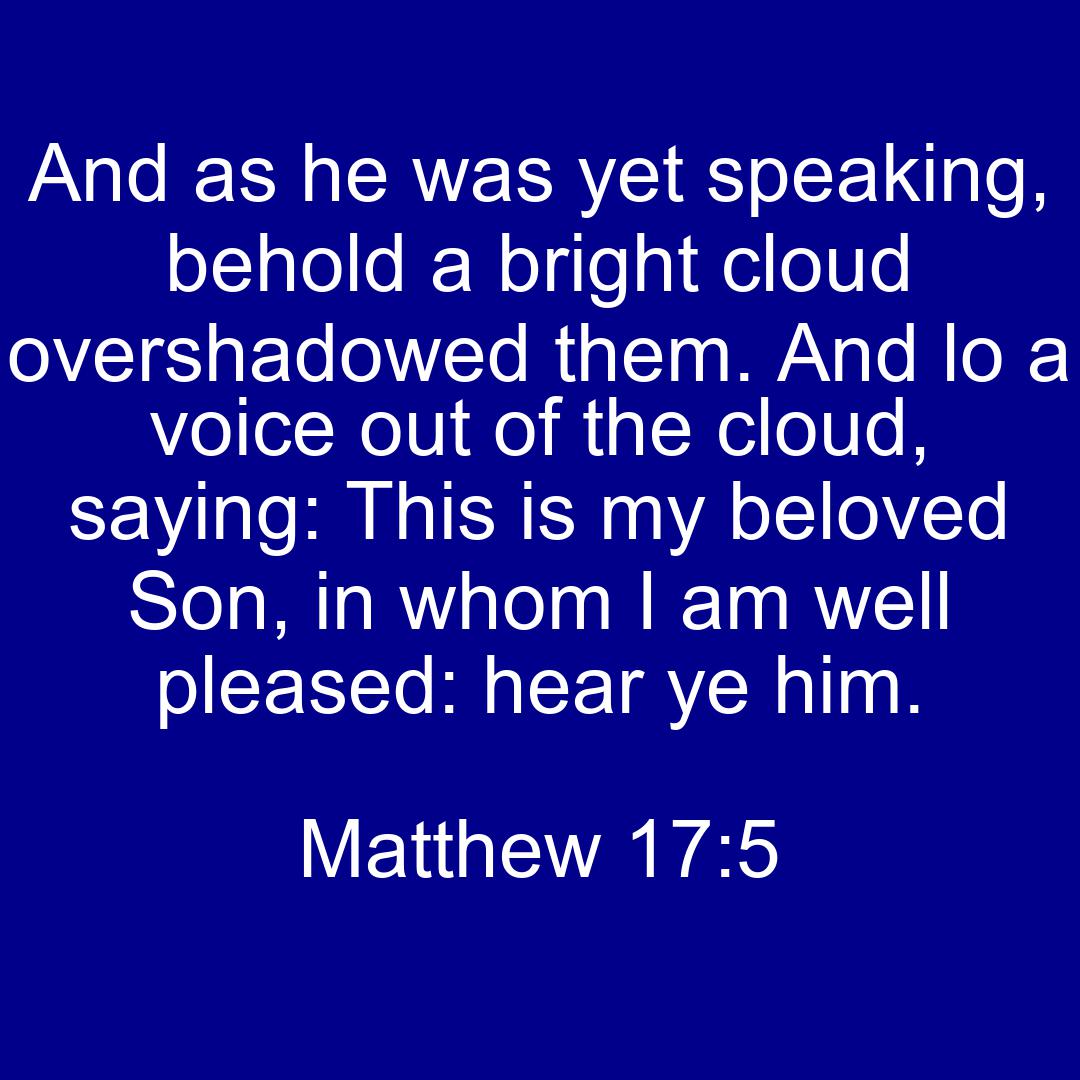 And as he was yet speaking,
behold a bright cloud
overshadowed them. And lo a
voice out of the cloud,
saying: This is my beloved
Son, in whom I am well
pleased: hear ye him.
Matthew 17:5